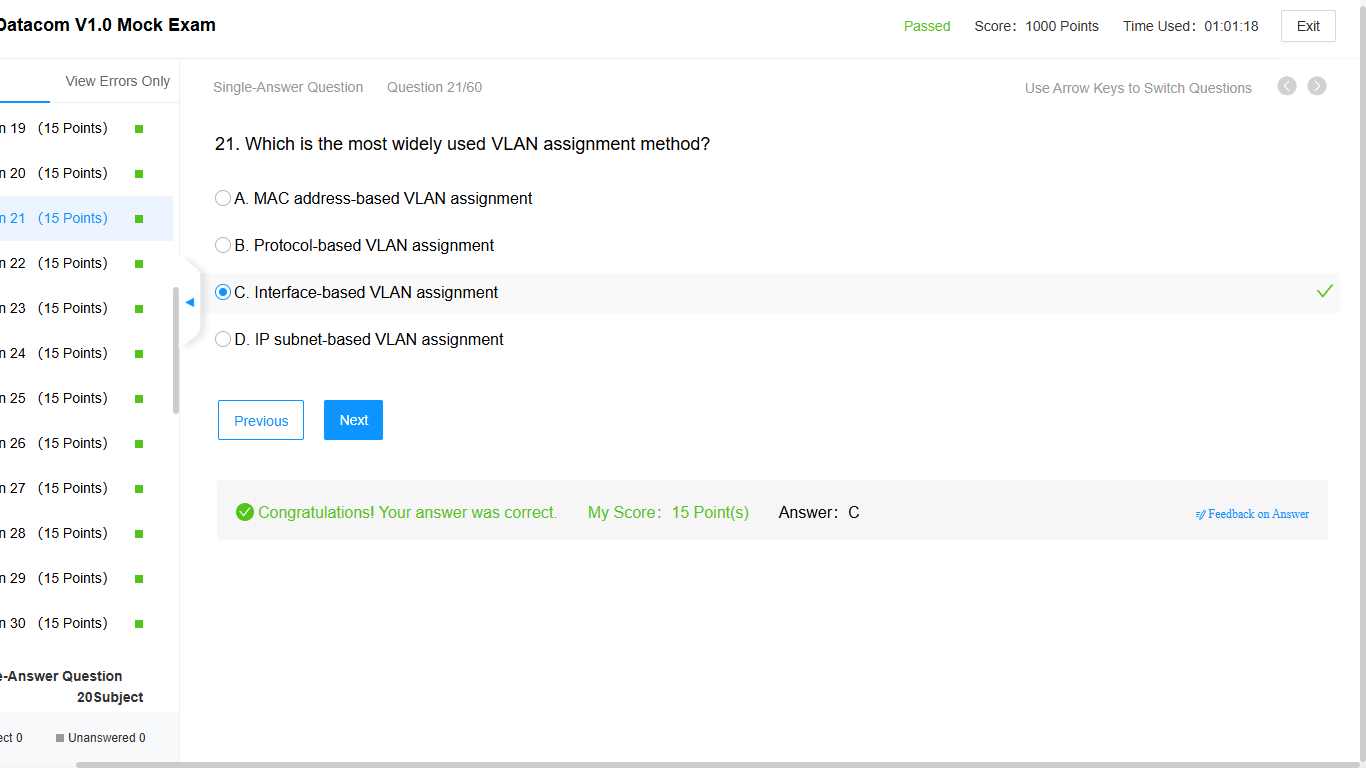 Datacom V1.0 Mock Exam
Passed Score: 1000 Points Time Used: 01:01:18 Exit
View Errors Only
Single-Answer Question Question 21/60 Use Arrow Keys to Switch Questions
n 19 (15 Points)
n 20 (15 Points)
n 21 (15 Points)
n 22 (15 Points)
n 23 (15 Points)
n 24 (15 Points)
n 25 (15 Points)
n 26 (15 Points)
n 27 (15 Points)
n 28 (15 Points)
n 29 (15 Points)
n 30 (15 Points)
e-Answer Question
20Subject
ect 0 Unanswered 0
21. Which is the most widely used VLAN assignment method?
A. MAC address-based VLAN assignment
B. Protocol-based VLAN assignment
C. Interface-based VLAN assignment
D. IP subnet-based VLAN assignment
Previous Next
Congratulations! Your answer was correct. My Score: 15 Point(s) Answer: C Feedback on Answer